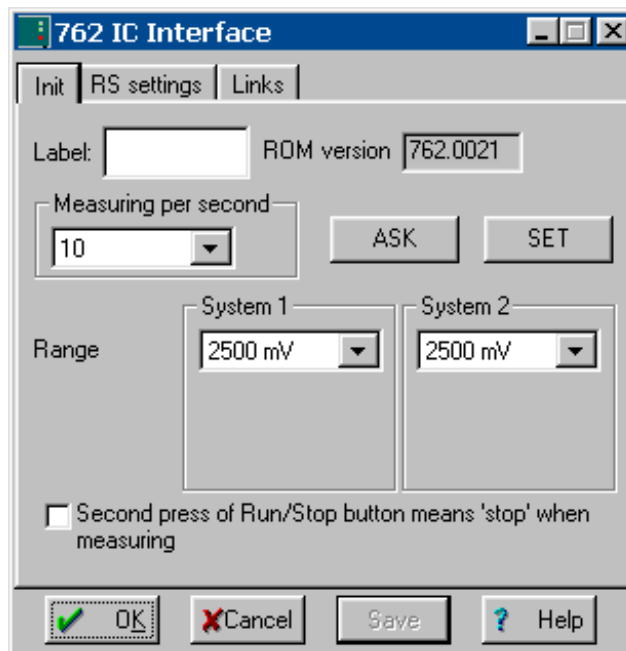 762 IC Interface
Init RS settings Links
Label: ROM version 762.0021
Measuring per second
10 ASK SET
System 1 System 2
Range 2500 mV 2500 mV
Second press of Run/Stop button means 'stop' when
measuring
OK Cancel Save ? Help